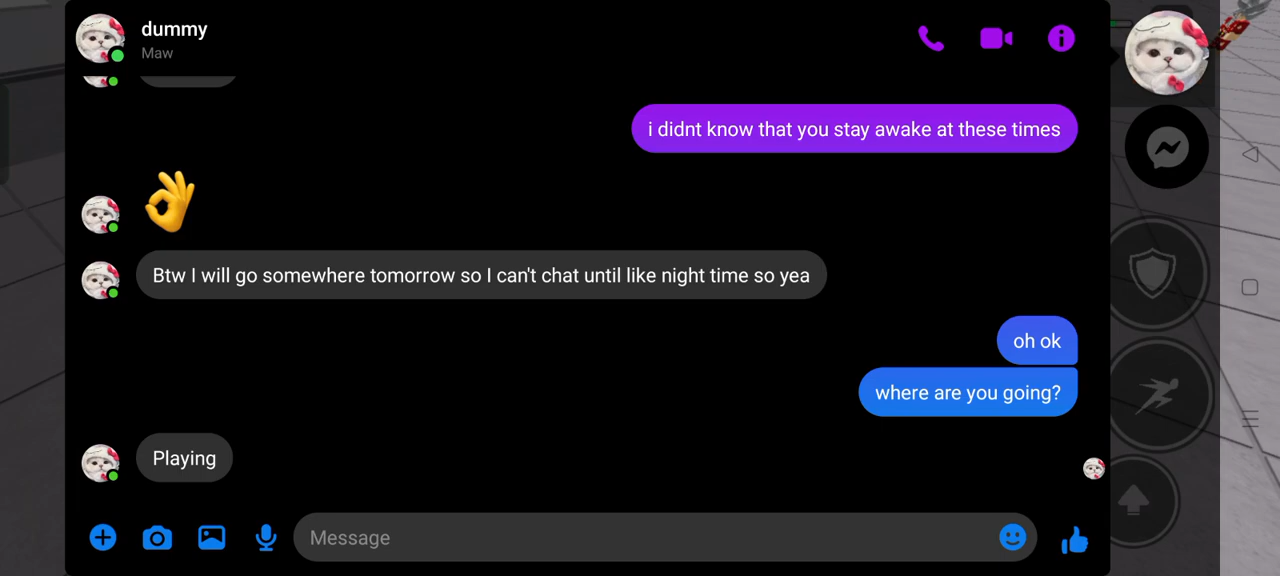 dummy
Maw
i didnt know that you stay awake at these times
👌
Btw I will go somewhere tomorrow so I can't chat until like night time so yea
oh ok
where are you going?
Playing
Message